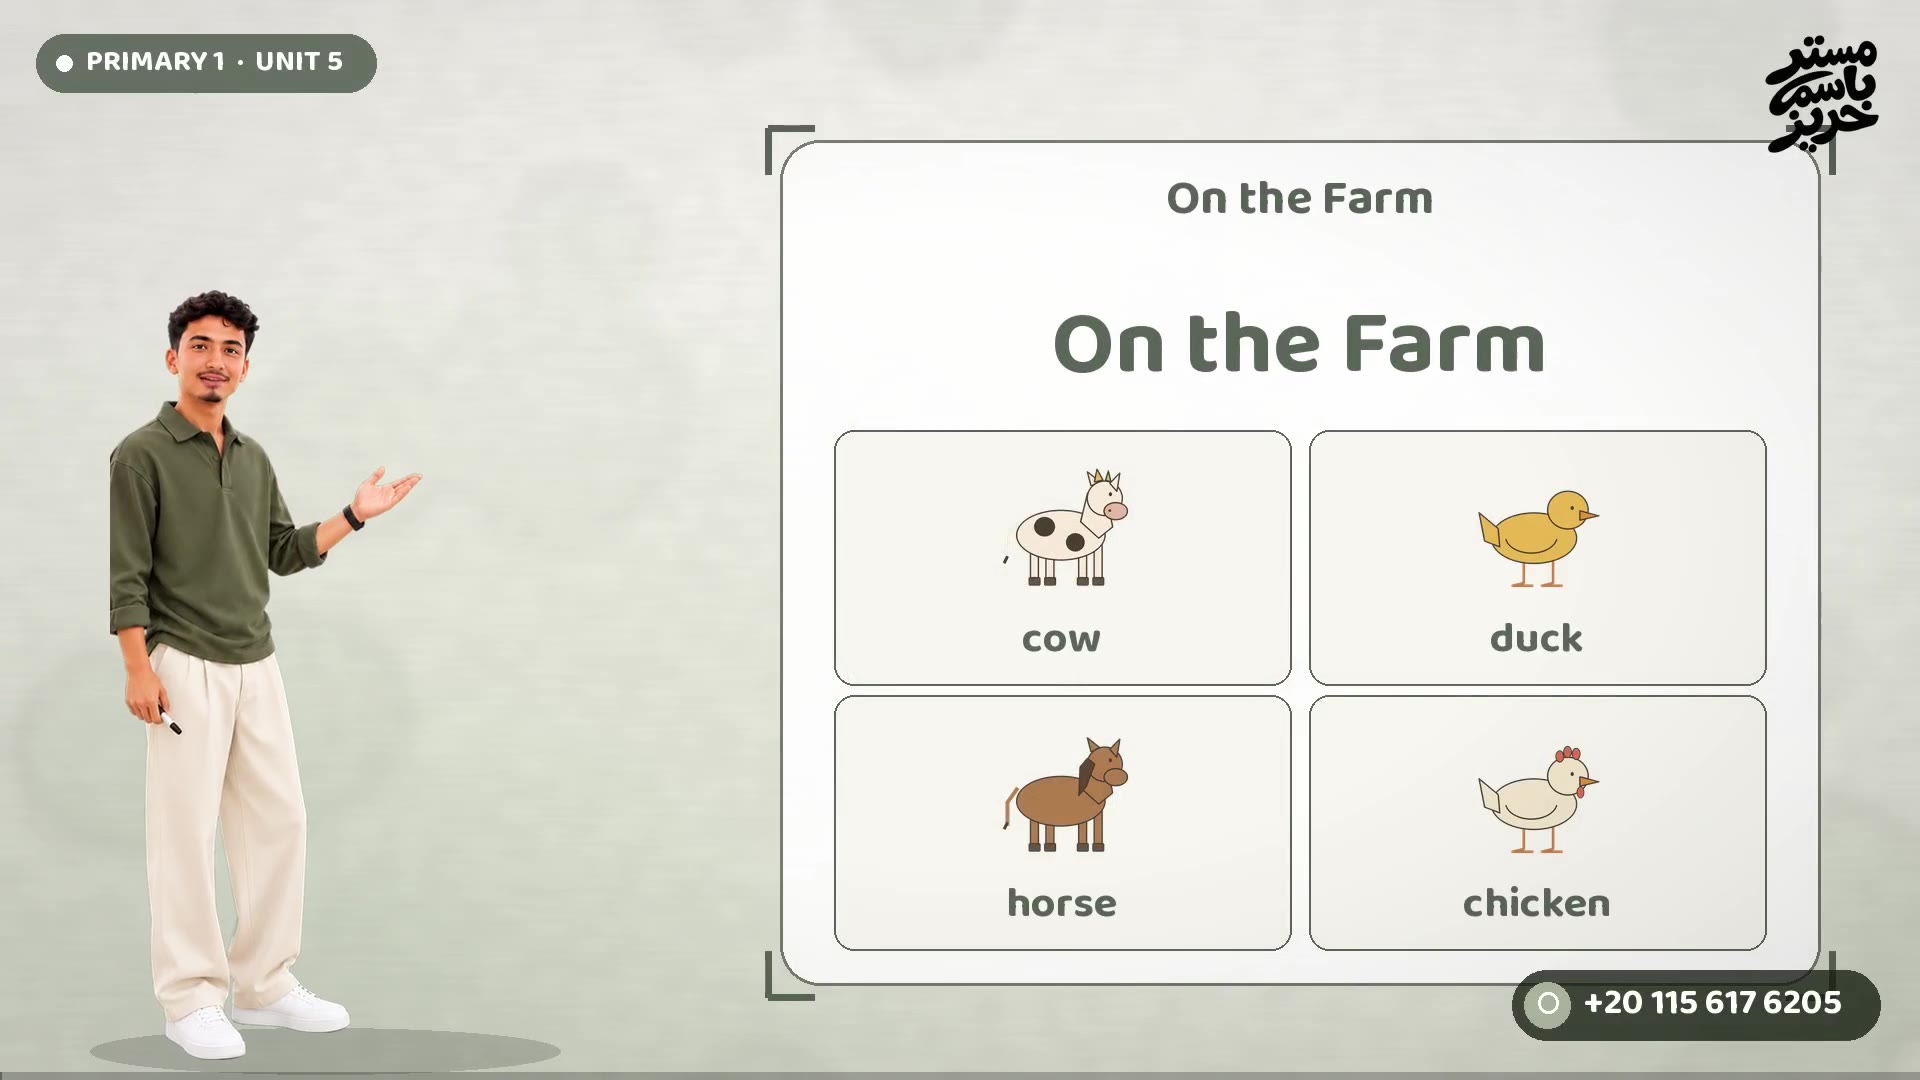 PRIMARY 1 · UNIT 5
مستر
باسم
خريز
On the Farm
On the Farm
cow
duck
horse
chicken
+20 115 617 6205